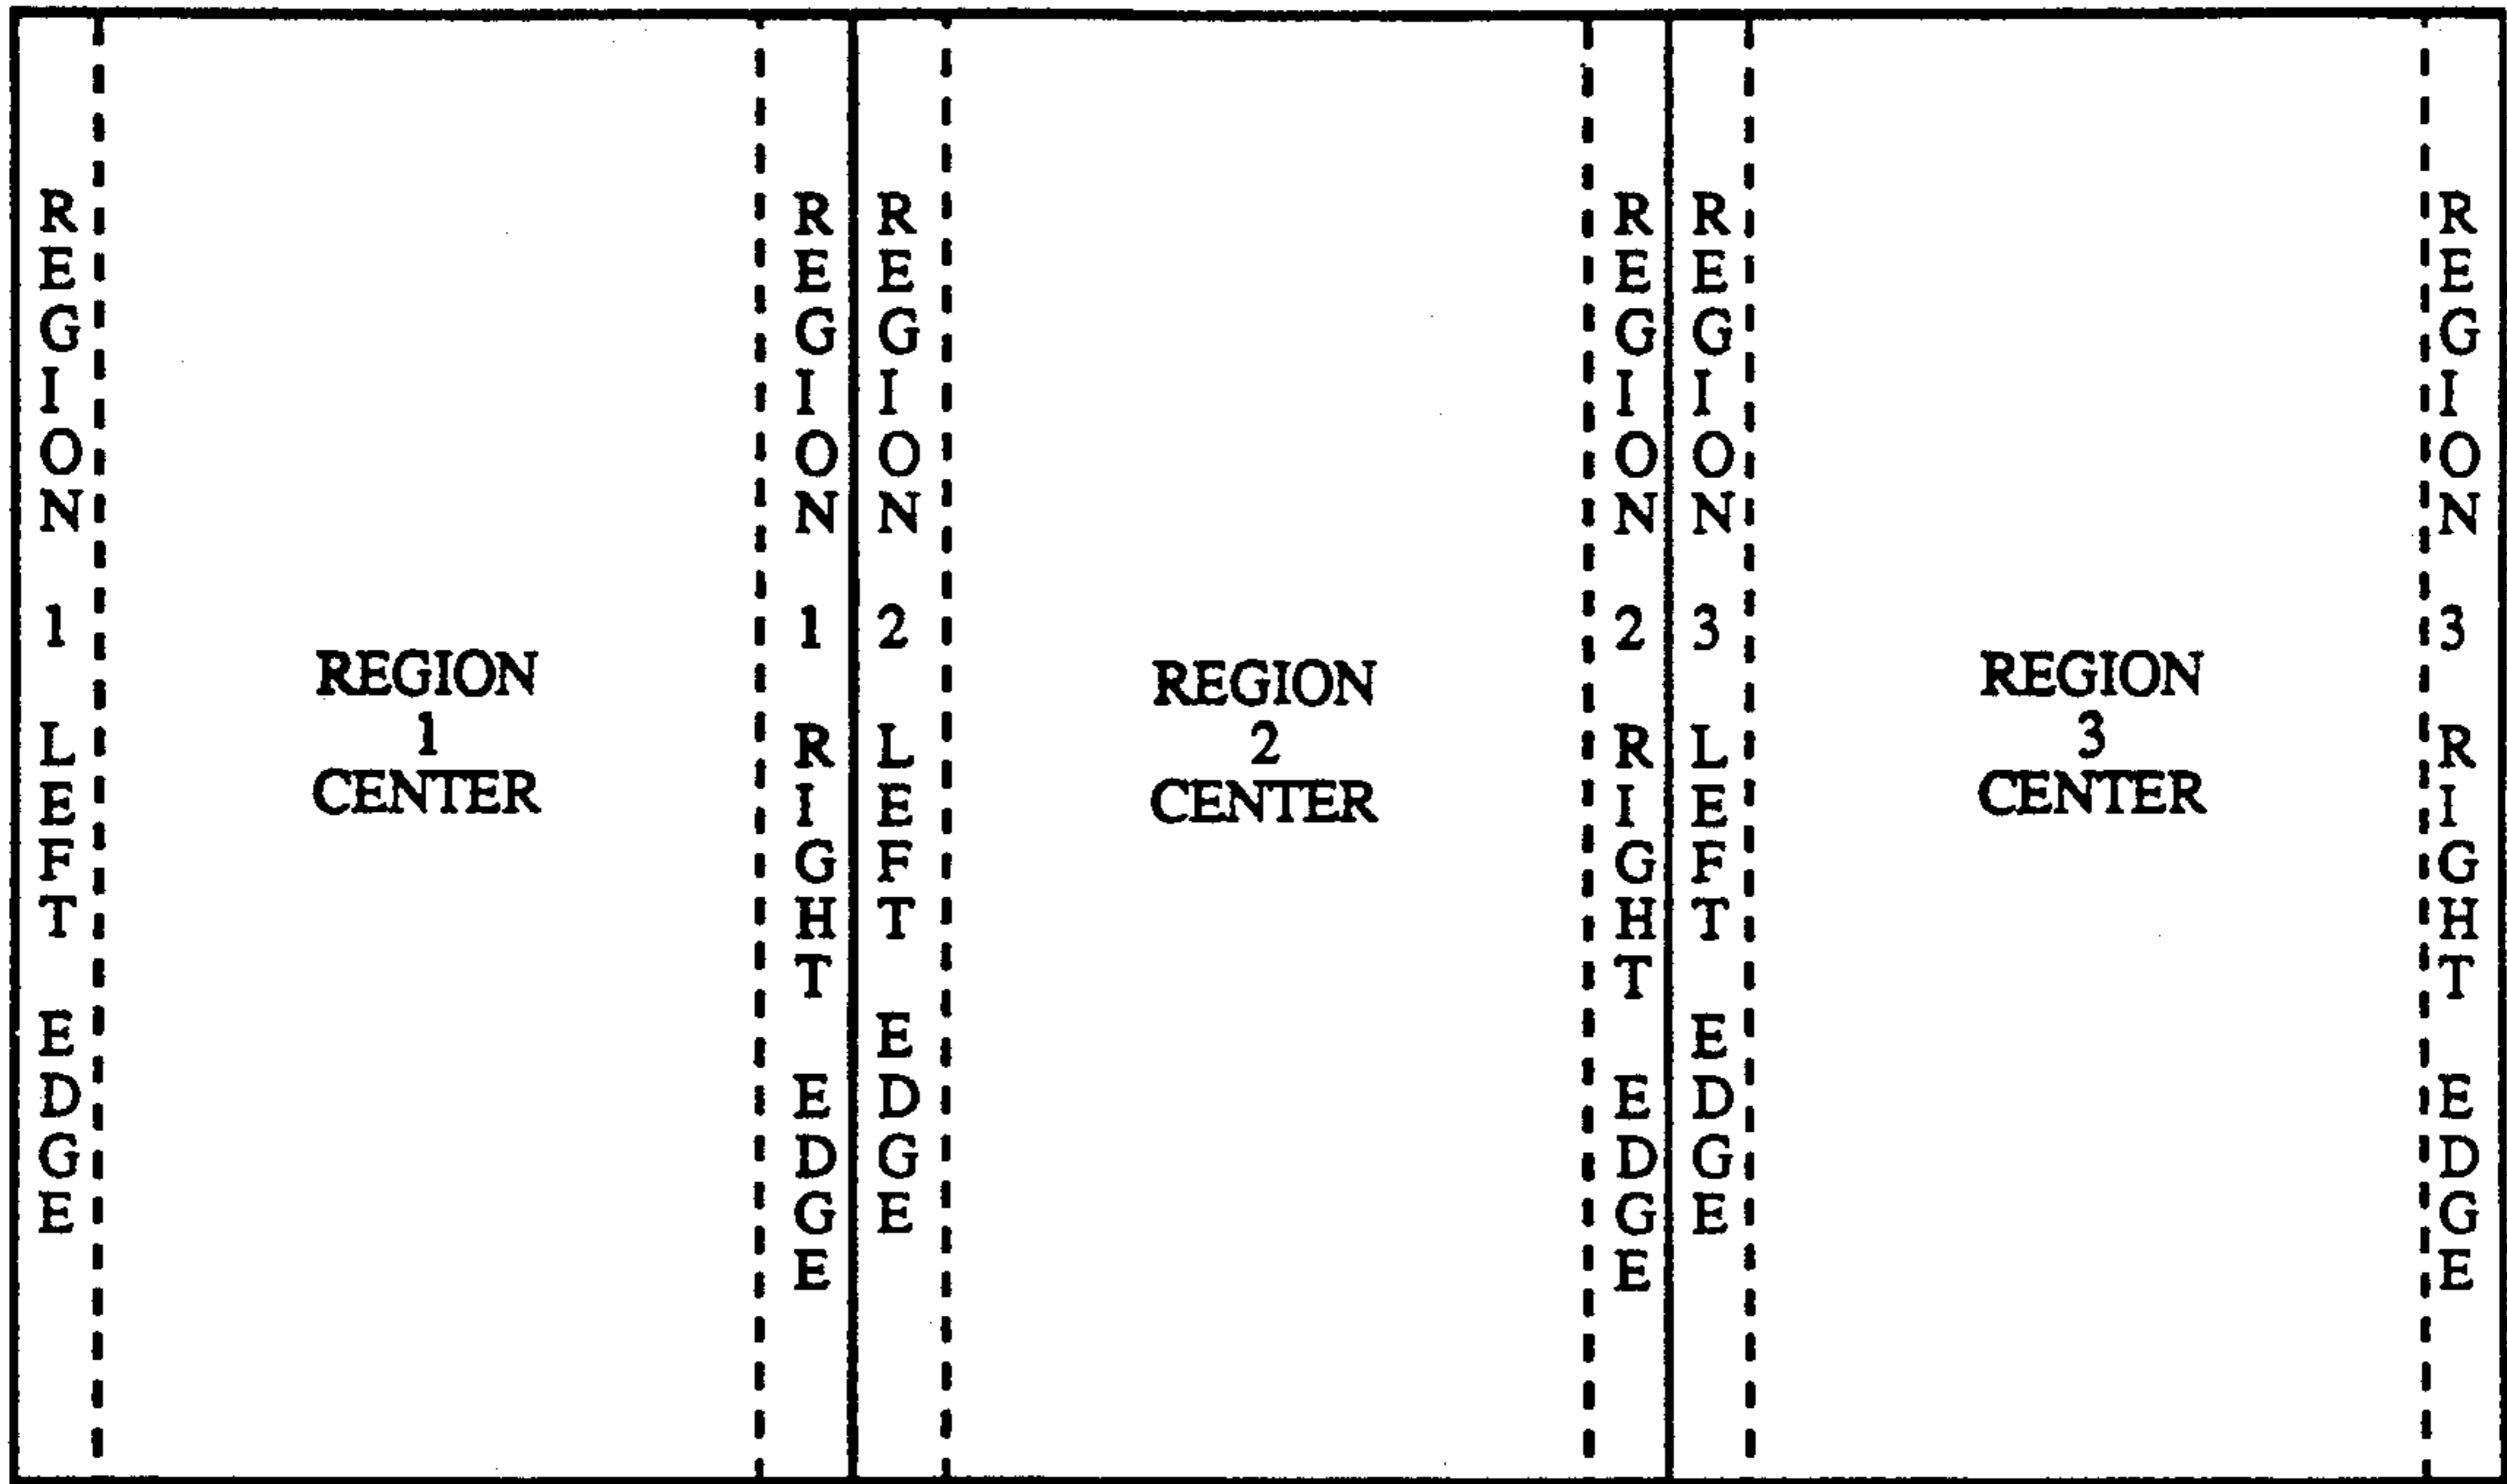 REGION 1 LEFT EDGE
REGION
1
CENTER
REGION 1 RIGHT EDGE
REGION 2 LEFT EDGE
REGION
2
CENTER
REGION 2 RIGHT EDGE
REGION 3 LEFT EDGE
REGION
3
CENTER
REGION 3 RIGHT EDGE